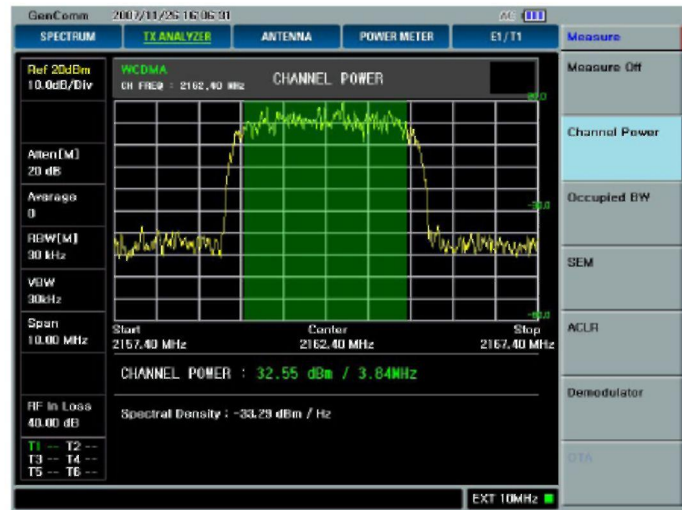 GenComm 2007/11/26 16:06:01 AC
SPECTRUM TX ANALYZER ANTENNA POWER METER E1/T1 Measure
Ref 20dBm
10.0dB/Div
WCDMA
CH FREQ : 2162.40 MHz
CHANNEL POWER
Measure Off
Channel Power
Atten[M]
20 dB
Average
0
-30.0
Occupied BW
RBW[M]
30 kHz
SEM
VBW
30kHz
Span
10.00 MHz
Start Center Stop
2157.40 MHz 2162.40 MHz 2167.40 MHz
ACLR
CHANNEL POWER : 32.55 dBm / 3.84MHz
Demodulator
RF In Loss
40.00 dB
Spectral Density : -33.29 dBm / Hz
T1 -- T2 --
T3 -- T4 --
T5 -- T6 --
OTA
EXT 10MHz